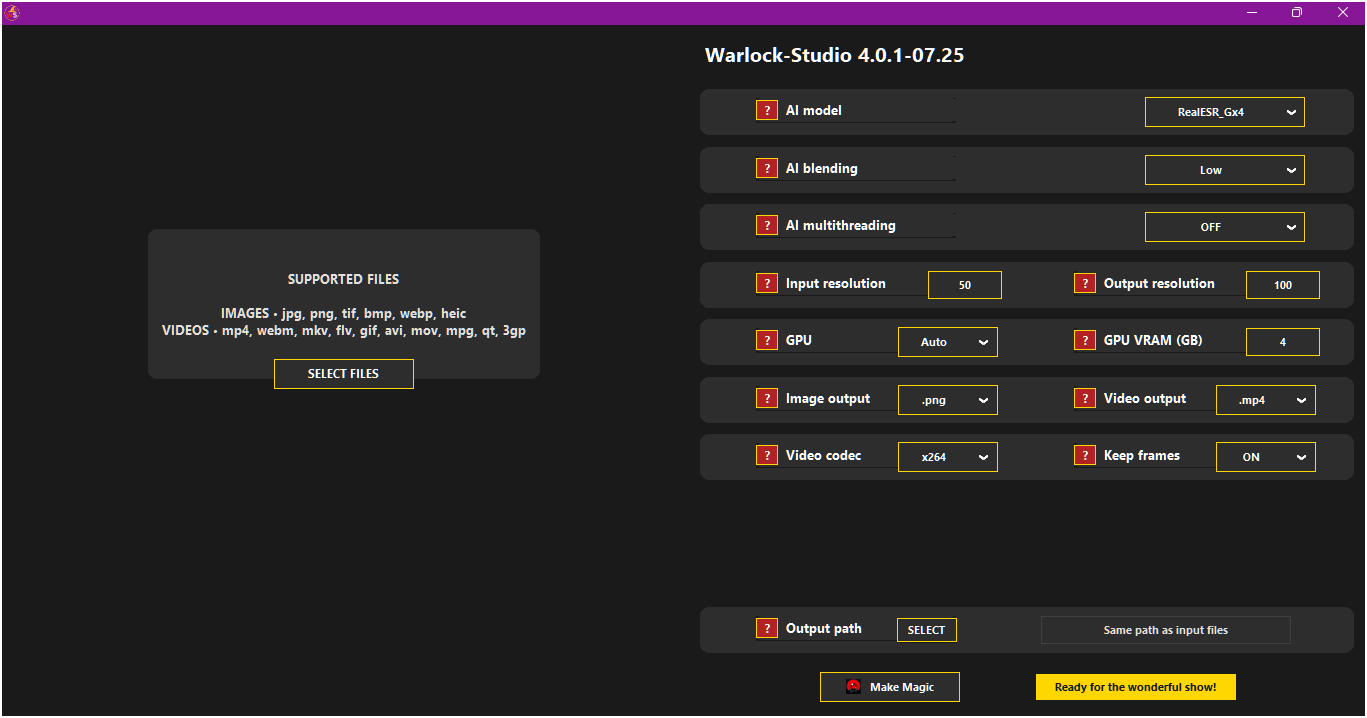 Warlock-Studio 4.0.1-07.25
SUPPORTED FILES
IMAGES • jpg, png, tif, bmp, webp, heic
VIDEOS • mp4, webm, mkv, flv, gif, avi, mov, mpg, qt, 3gp
SELECT FILES
? AI model RealESR_Gx4
? AI blending Low
? AI multithreading OFF
? Input resolution 50 ? Output resolution 100
? GPU Auto ? GPU VRAM (GB) 4
? Image output .png ? Video output .mp4
? Video codec x264 ? Keep frames ON
? Output path SELECT Same path as input files
Make Magic Ready for the wonderful show!